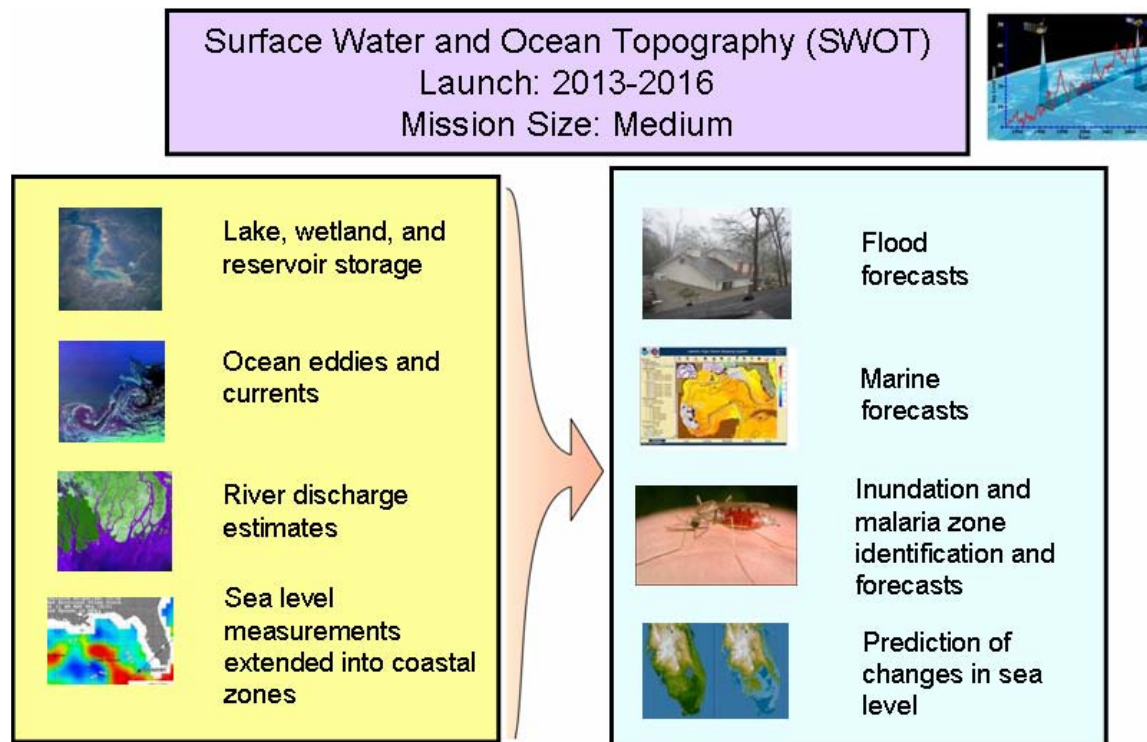 Surface Water and Ocean Topography (SWOT)
Launch: 2013-2016
Mission Size: Medium
Lake, wetland, and
reservoir storage
Ocean eddies and
currents
River discharge
estimates
Sea level
measurements
extended into coastal
zones
Flood
forecasts
Marine
forecasts
Inundation and
malaria zone
identification and
forecasts
Prediction of
changes in sea
level